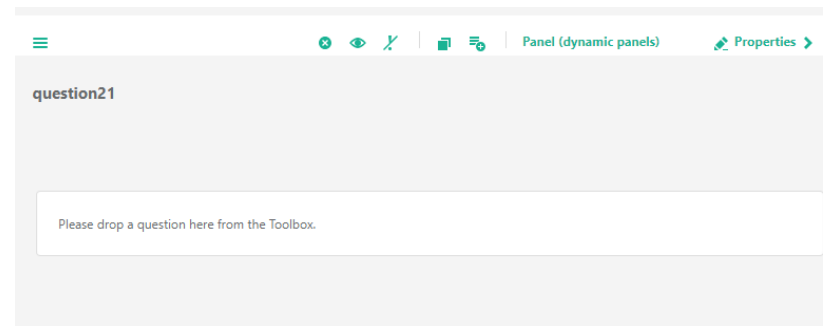 Panel (dynamic panels) Properties
question21
Please drop a question here from the Toolbox.